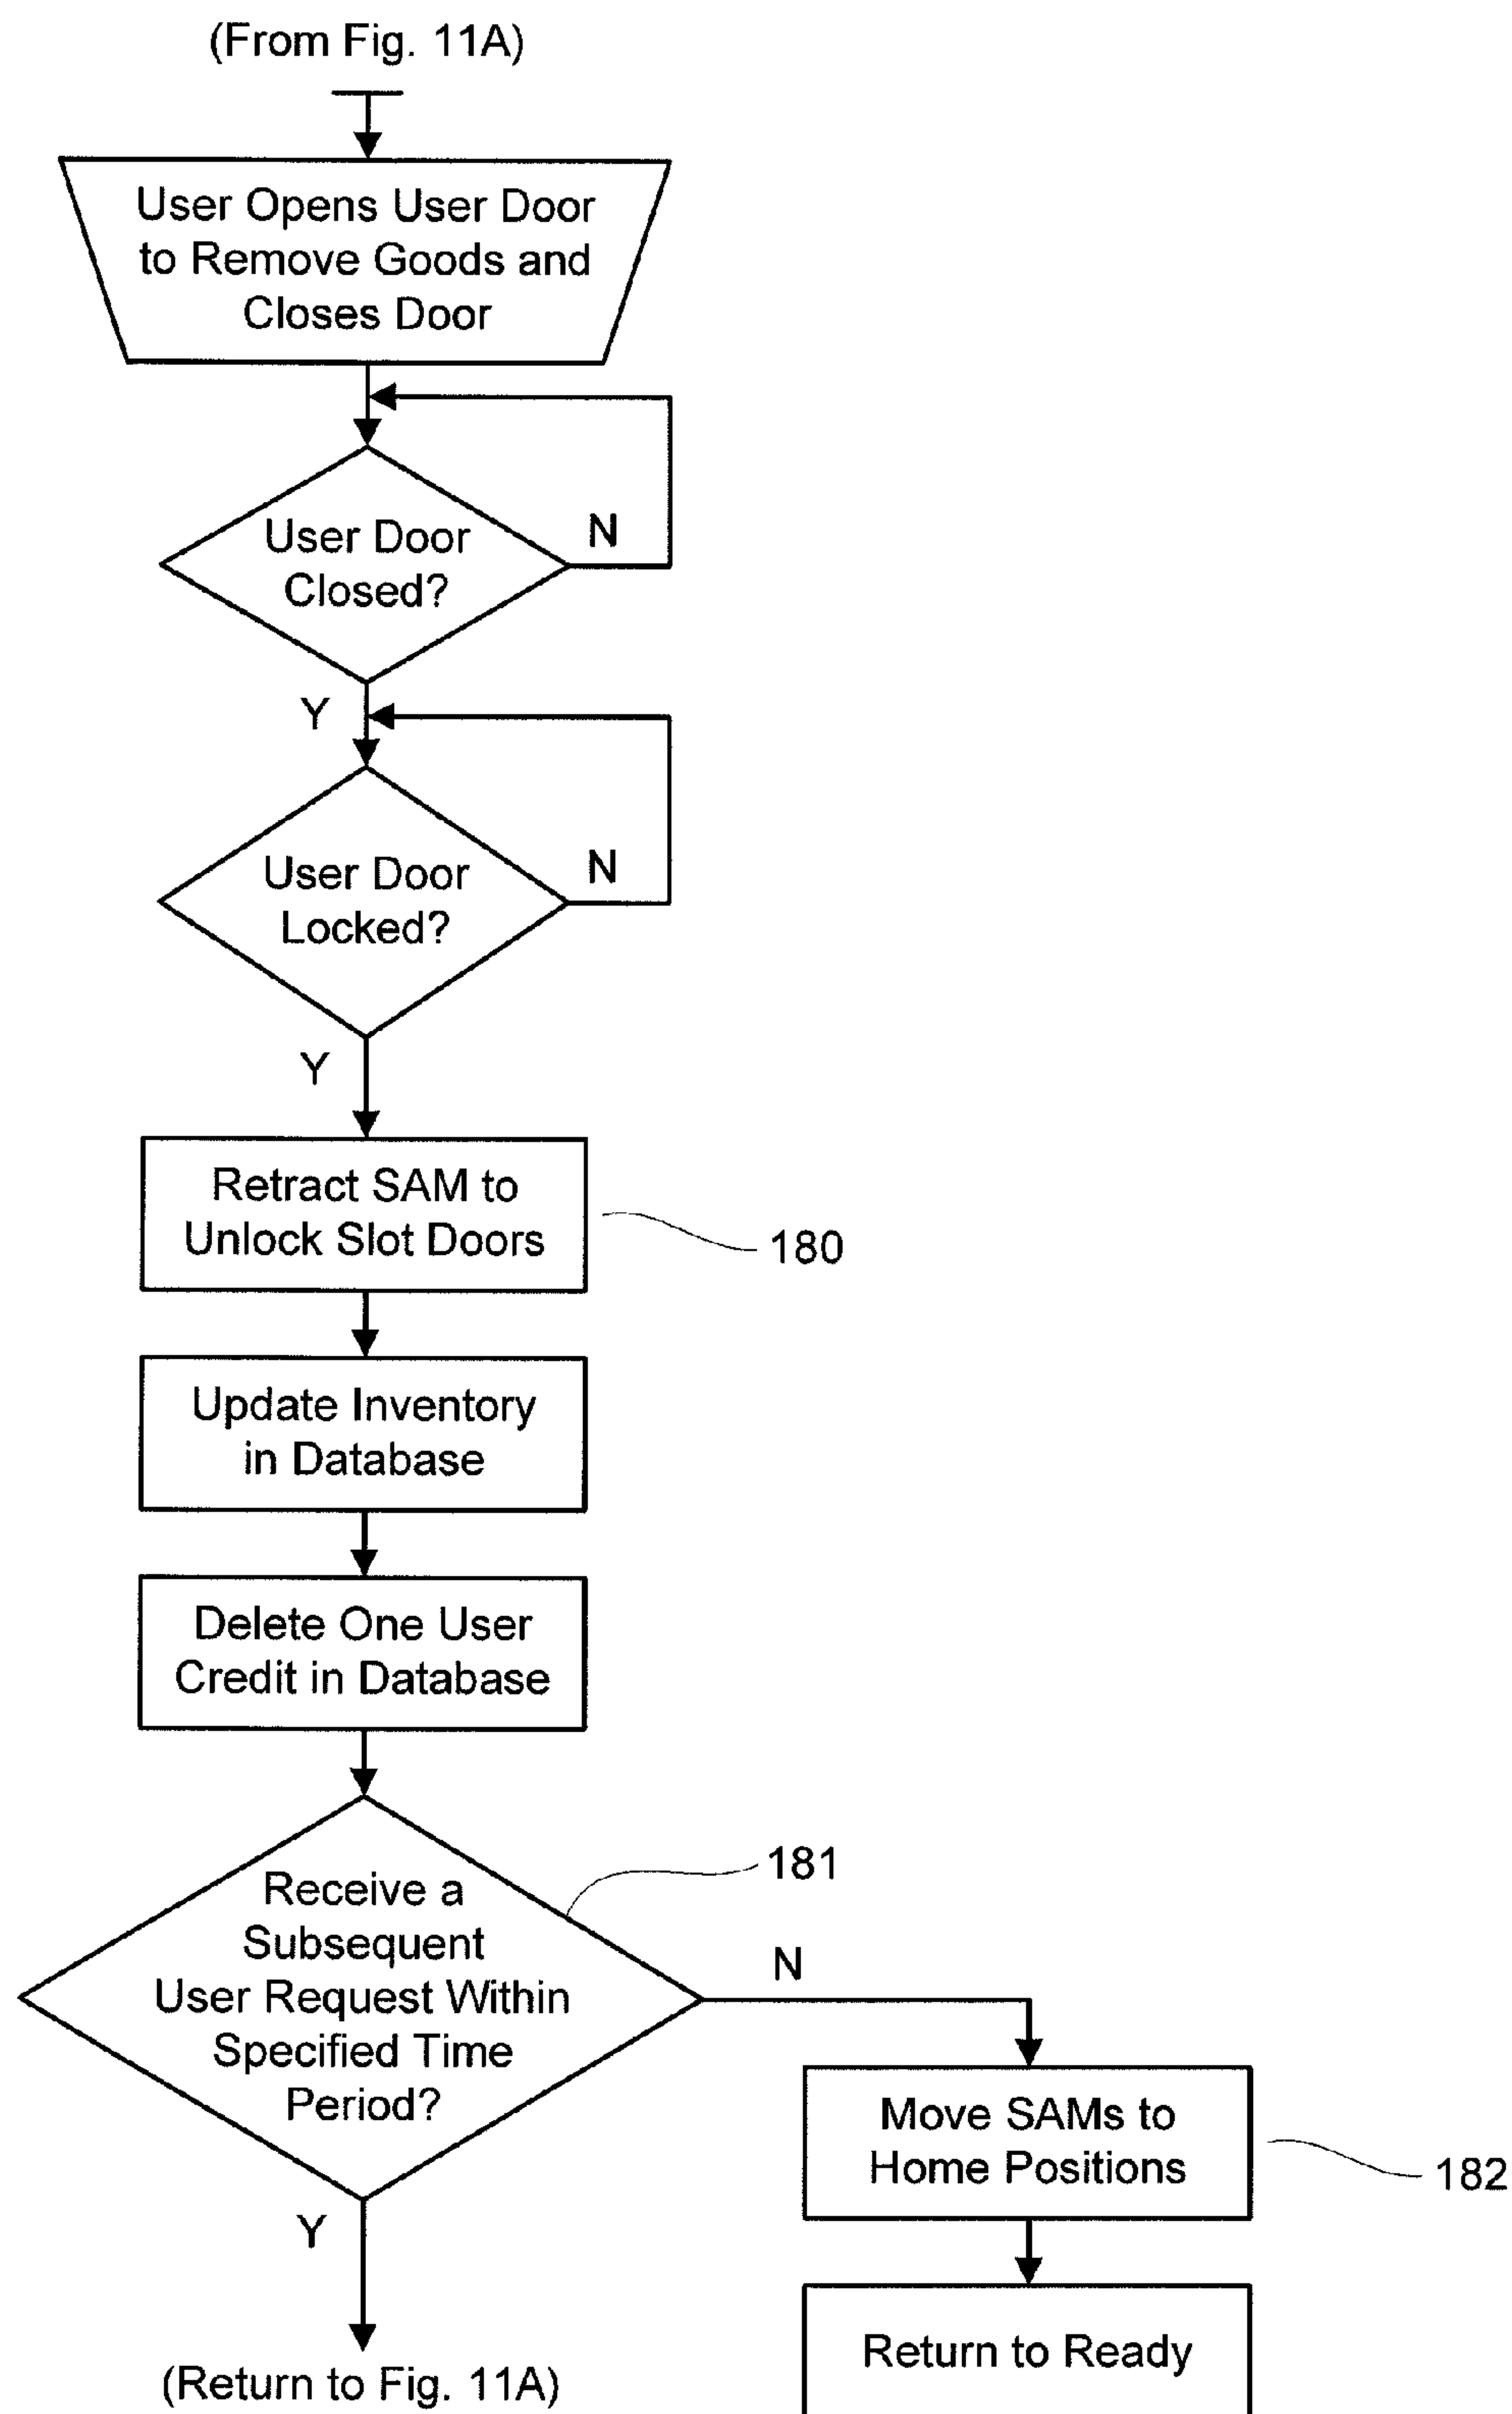 (From Fig. 11A)
User Opens User Door
to Remove Goods and
Closes Door
User Door
Closed?
N
Y
User Door
Locked?
N
Y
Retract SAM to
Unlock Slot Doors
180
Update Inventory
in Database
Delete One User
Credit in Database
181
Receive a
Subsequent
User Request Within
Specified Time
Period?
N
Y
Move SAMs to
Home Positions
182
Return to Ready
(Return to Fig. 11A)